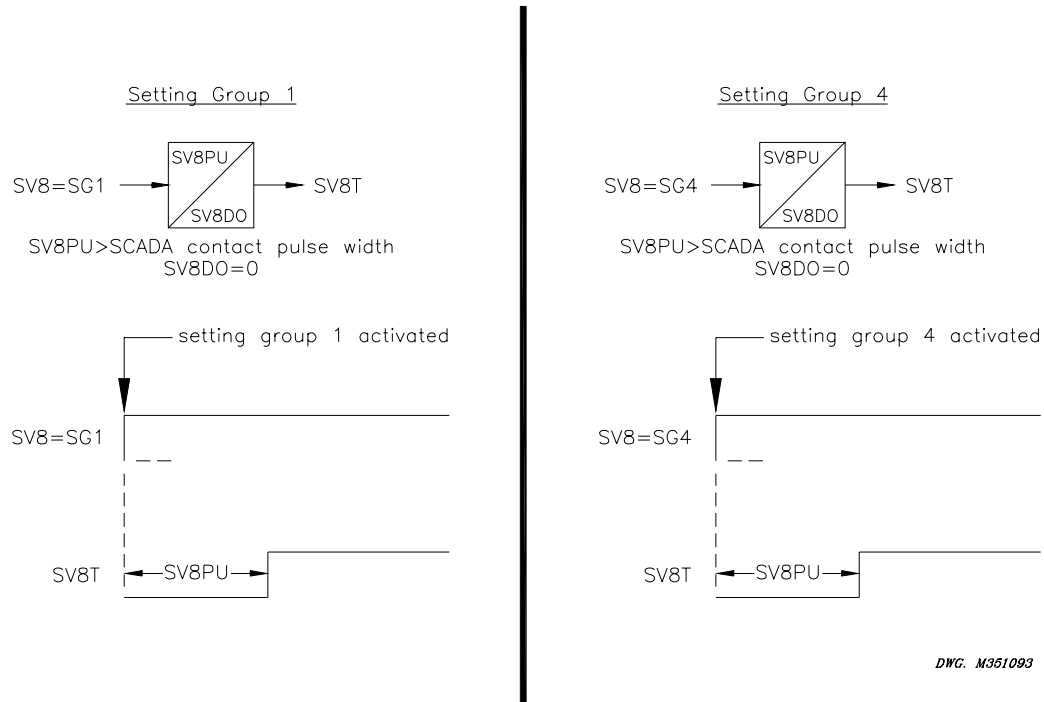 Setting Group 1
SV8PU
SV8=SG1
SV8T
SV8DO
SV8PU>SCADA contact pulse width
SV8DO=0
setting group 1 activated
SV8=SG1
SV8T
SV8PU
Setting Group 4
SV8PU
SV8=SG4
SV8T
SV8DO
SV8PU>SCADA contact pulse width
SV8DO=0
setting group 4 activated
SV8=SG4
SV8T
SV8PU
DWG. M351093